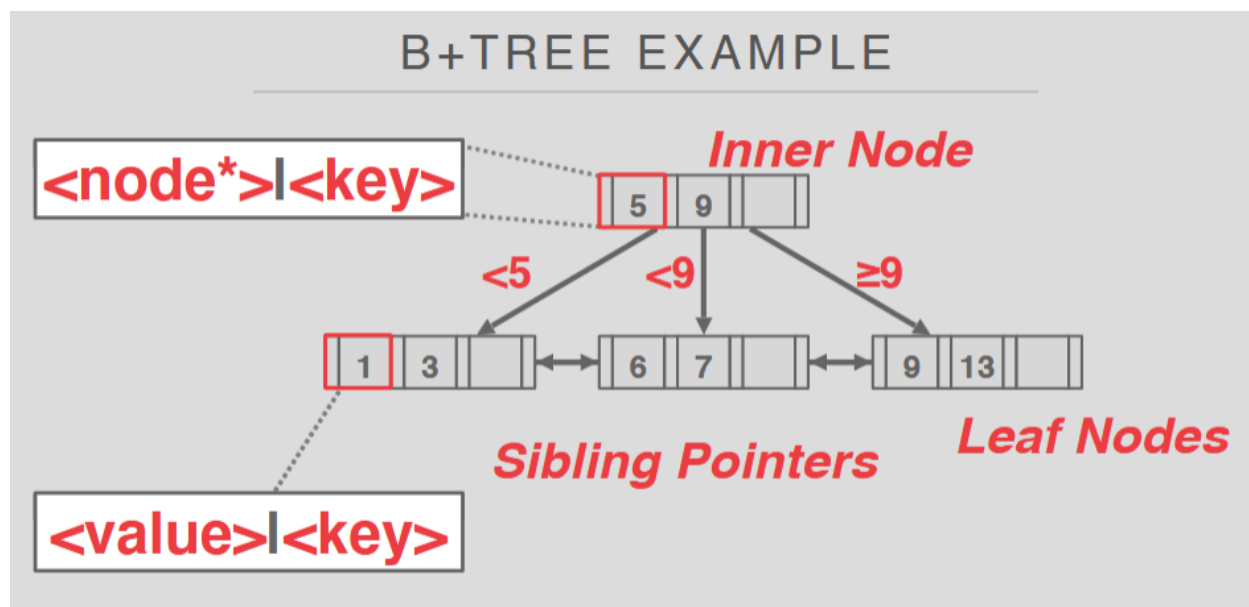 B+TREE EXAMPLE
Inner Node
<node*>|<key>
5 9
<5 <9 ≥9
1 3 6 7 9 13
Sibling Pointers
Leaf Nodes
<value>|<key>